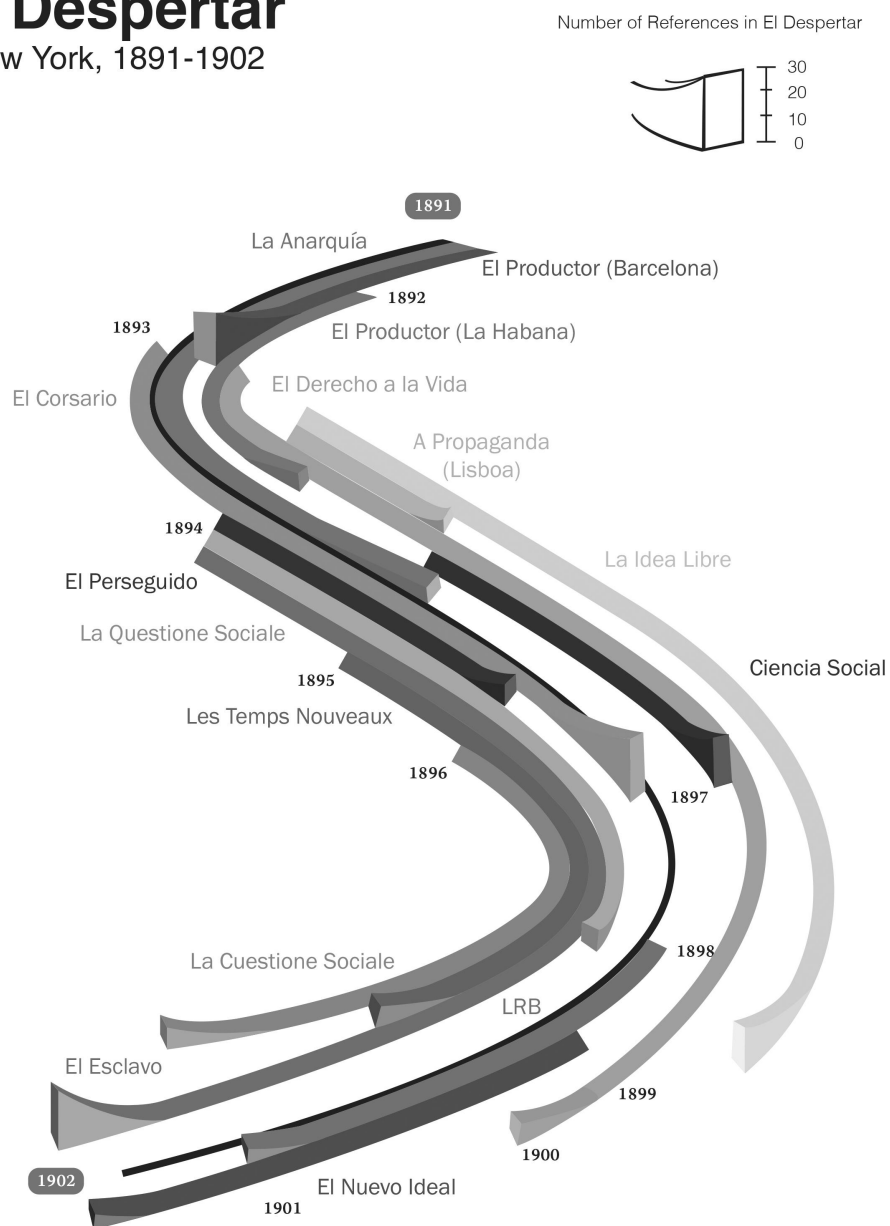 Despertar
w York, 1891-1902
Number of References in El Despertar
30
20
10
0
1891
La Anarquía
El Productor (Barcelona)
1892
1893
El Productor (La Habana)
El Derecho a la Vida
El Corsario
A Propaganda
(Lisboa)
1894
La Idea Libre
El Perseguido
La Questione Sociale
Ciencia Social
1895
Les Temps Nouveaux
1896
1897
1898
La Cuestione Sociale
LRB
El Esclavo
1899
1900
1902
El Nuevo Ideal
1901